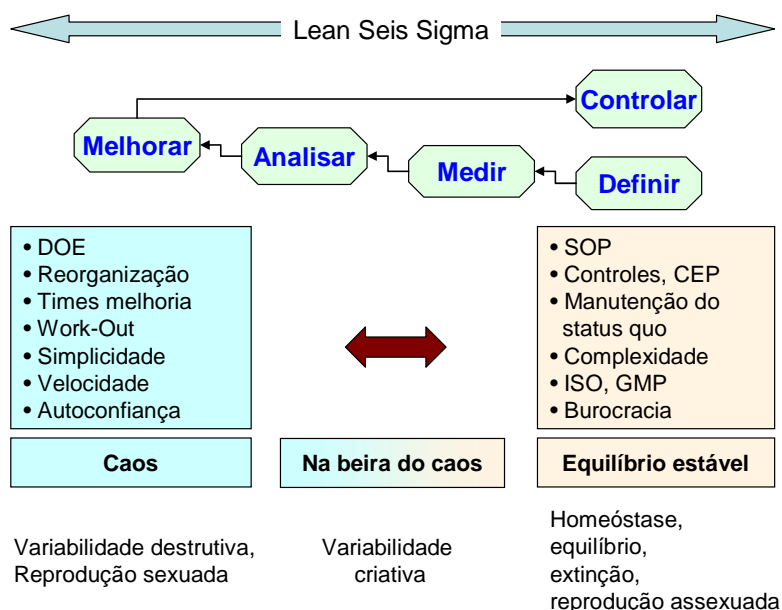 Lean Seis Sigma
Controlar
Melhorar
Analisar
Medir
Definir
• DOE
• Reorganização
• Times melhoria
• Work-Out
• Simplicidade
• Velocidade
• Autoconfiança
• SOP
• Controles, CEP
• Manutenção do
status quo
• Complexidade
• ISO, GMP
• Burocracia
Caos
Na beira do caos
Equilíbrio estável
Variabilidade destrutiva,
Reprodução sexuada
Variabilidade
criativa
Homeóstase,
equilíbrio,
extinção,
reprodução assexuada